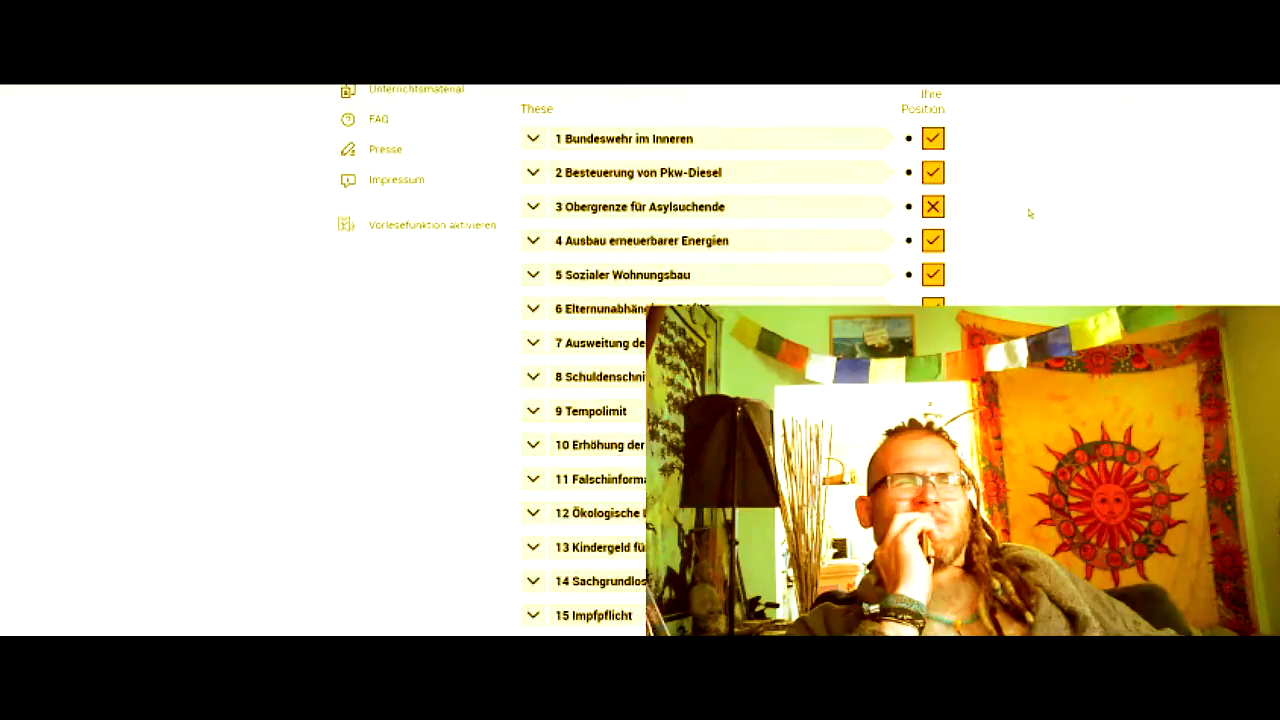 Unterrichtsmaterial
FAQ
Presse
Impressum
Vorlesefunktion aktivieren
These
Ihre
Position
1 Bundeswehr im Inneren
2 Besteuerung von Pkw-Diesel
3 Obergrenze für Asylsuchende
4 Ausbau erneuerbarer Energien
5 Sozialer Wohnungsbau
6
7 Ausweitung de
8 Schuldenschni
9 Tempolimit
10 Erhöhung der
11 Falschinforma
12 Ökologische
13 Kindergeld fü
14 Sachgrundlos
15 Impfpflicht